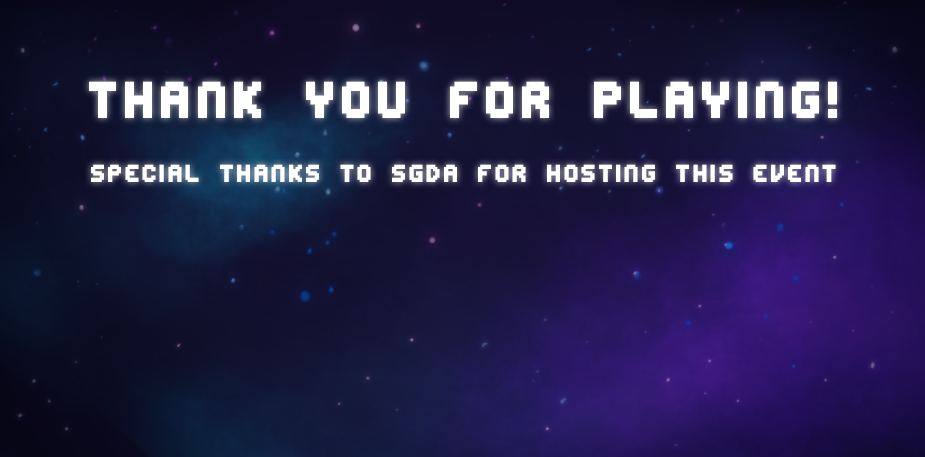 THANK YOU FOR PLAYING!
SPECIAL THANKS TO SGDA FOR HOSTING THIS EVENT